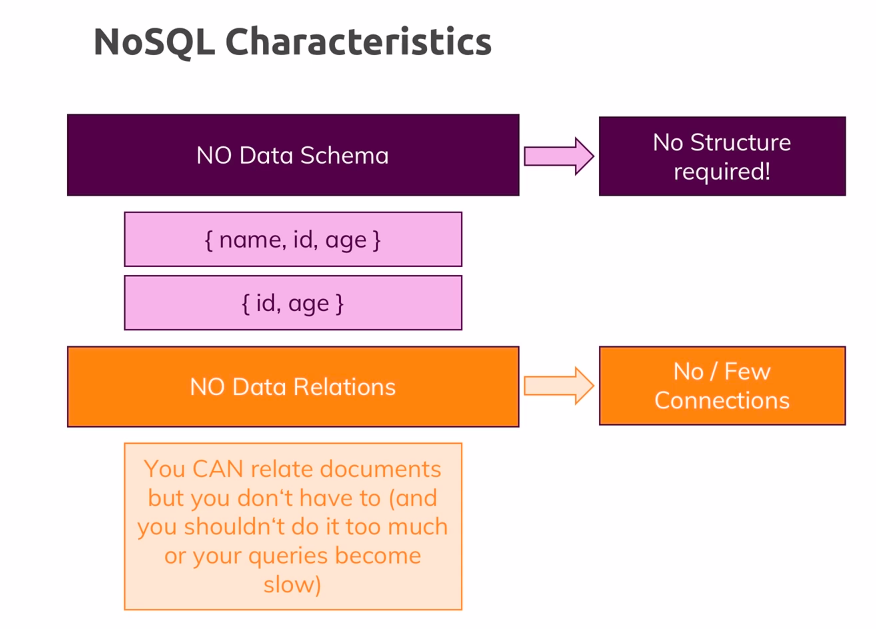 NoSQL Characteristics
NO Data Schema
No Structure
required!
{ name, id, age }
{ id, age }
NO Data Relations
No / Few
Connections
You CAN relate documents
but you don‘t have to (and
you shouldn‘t do it too much
or your queries become
slow)